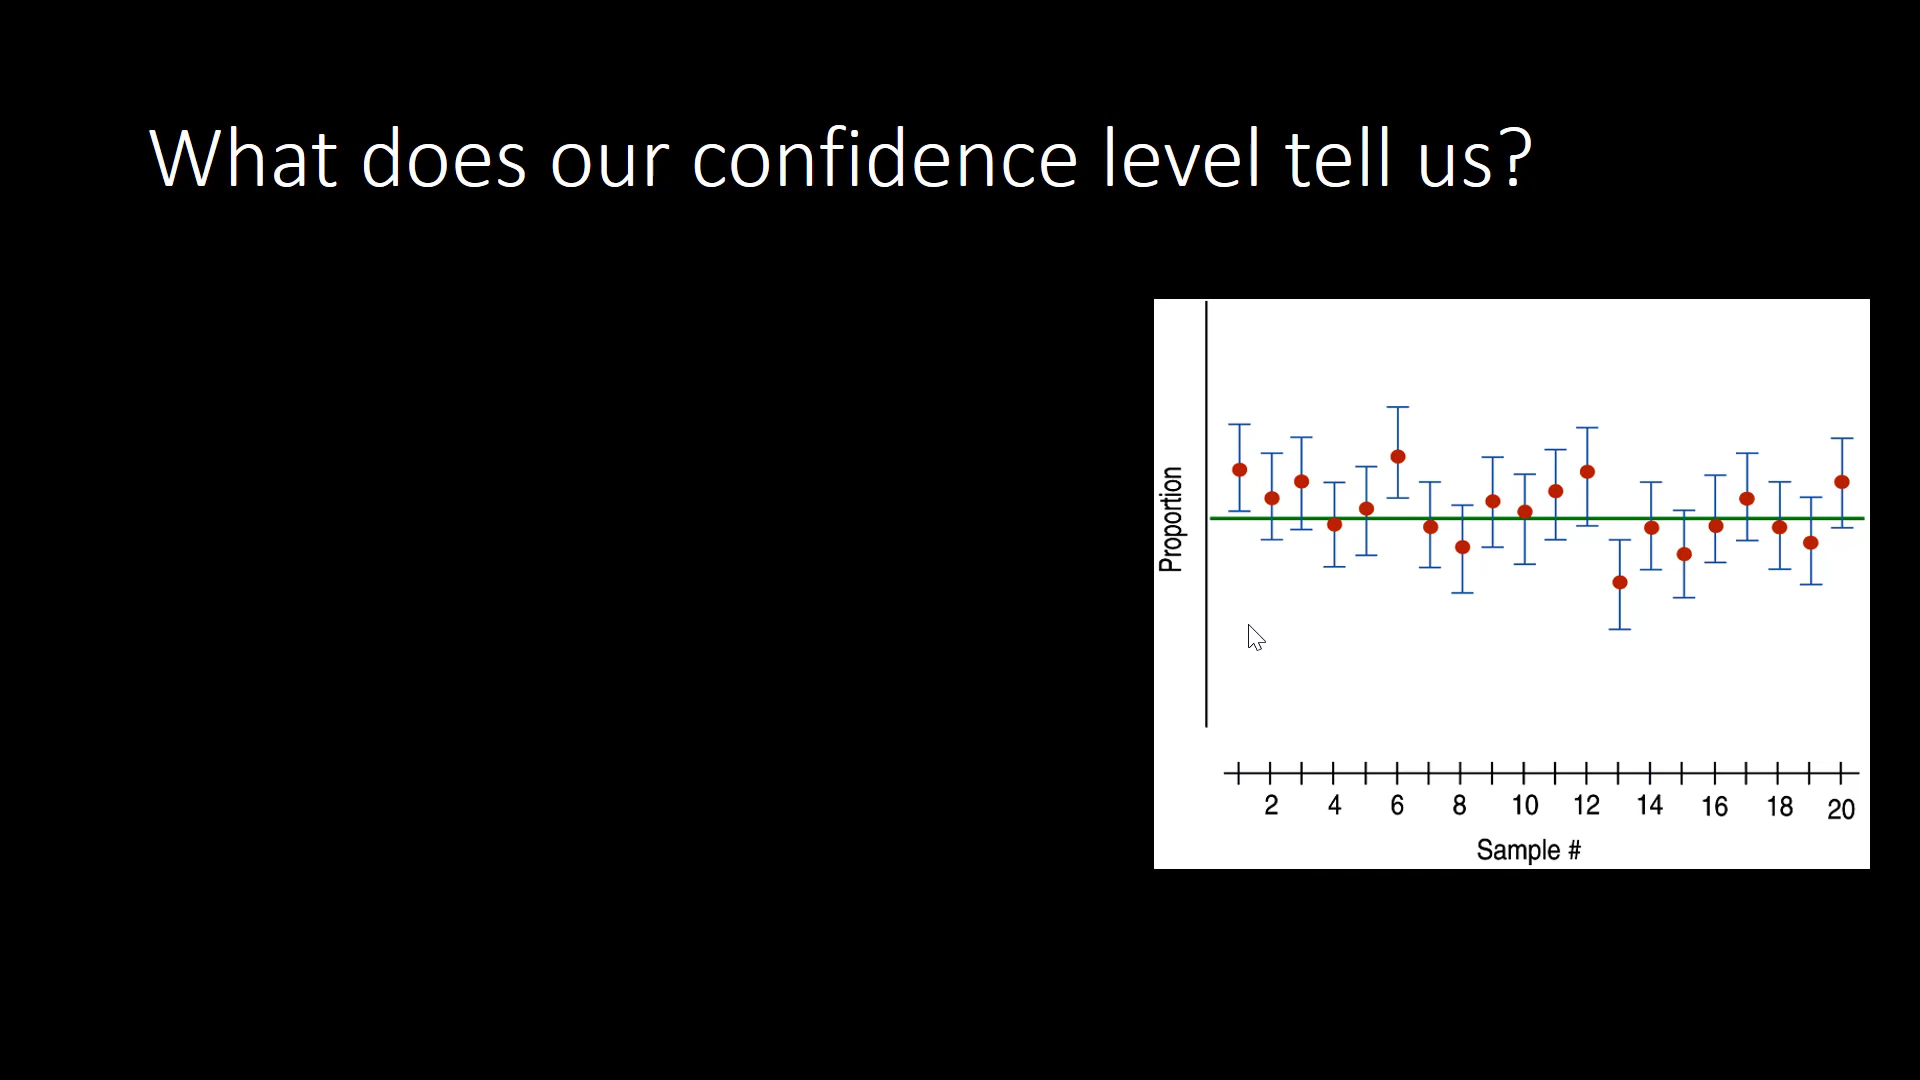 What does our confidence level tell us?
Proportion
2 4 6 8 10 12 14 16 18 20
Sample #